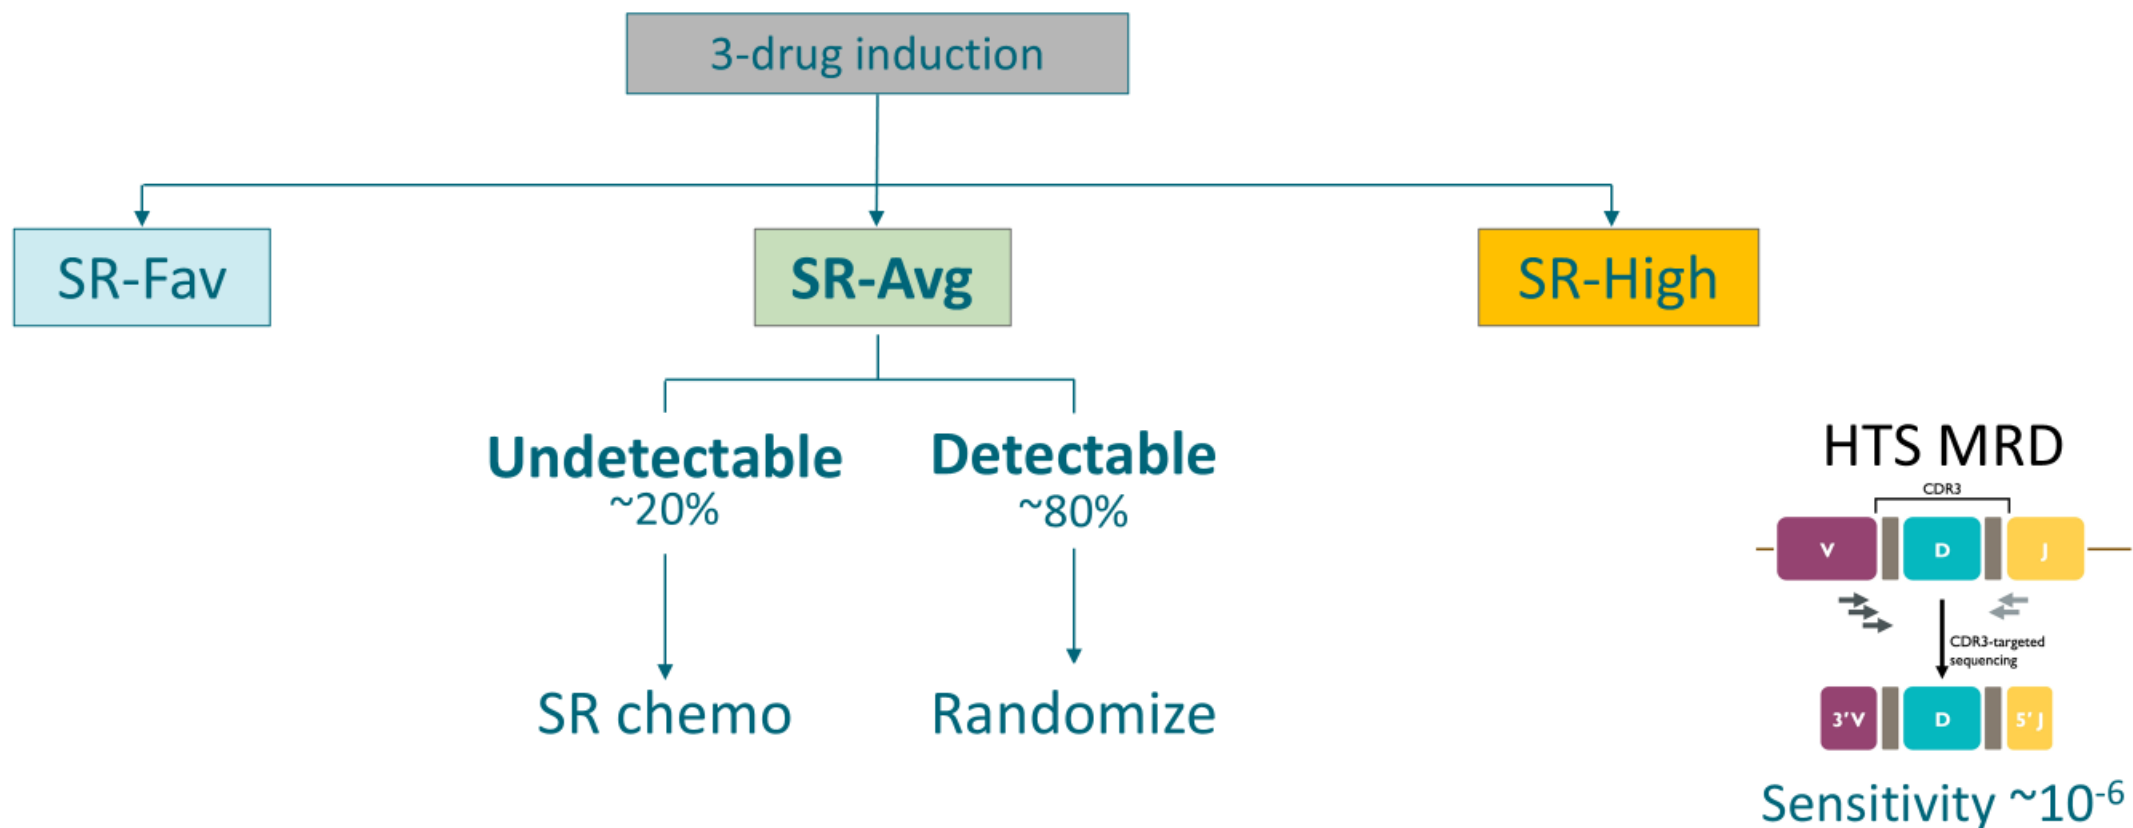 3-drug induction
SR-Fav
SR-Avg
SR-High
Undetectable
~20%
Detectable
~80%
SR chemo
Randomize
HTS MRD
CDR3
V D J
CDR3-targeted
sequencing
3'V D 5'J
Sensitivity ~10⁻⁶